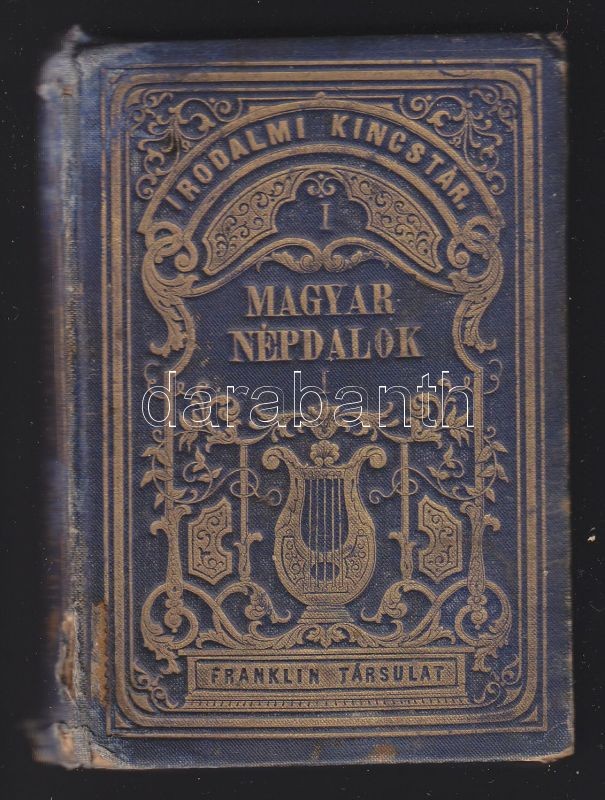 IRODALMI KINCSTÁR.
I
MAGYAR
NÉPDALOK
I
darabanth
FRANKLIN TÁRSULAT